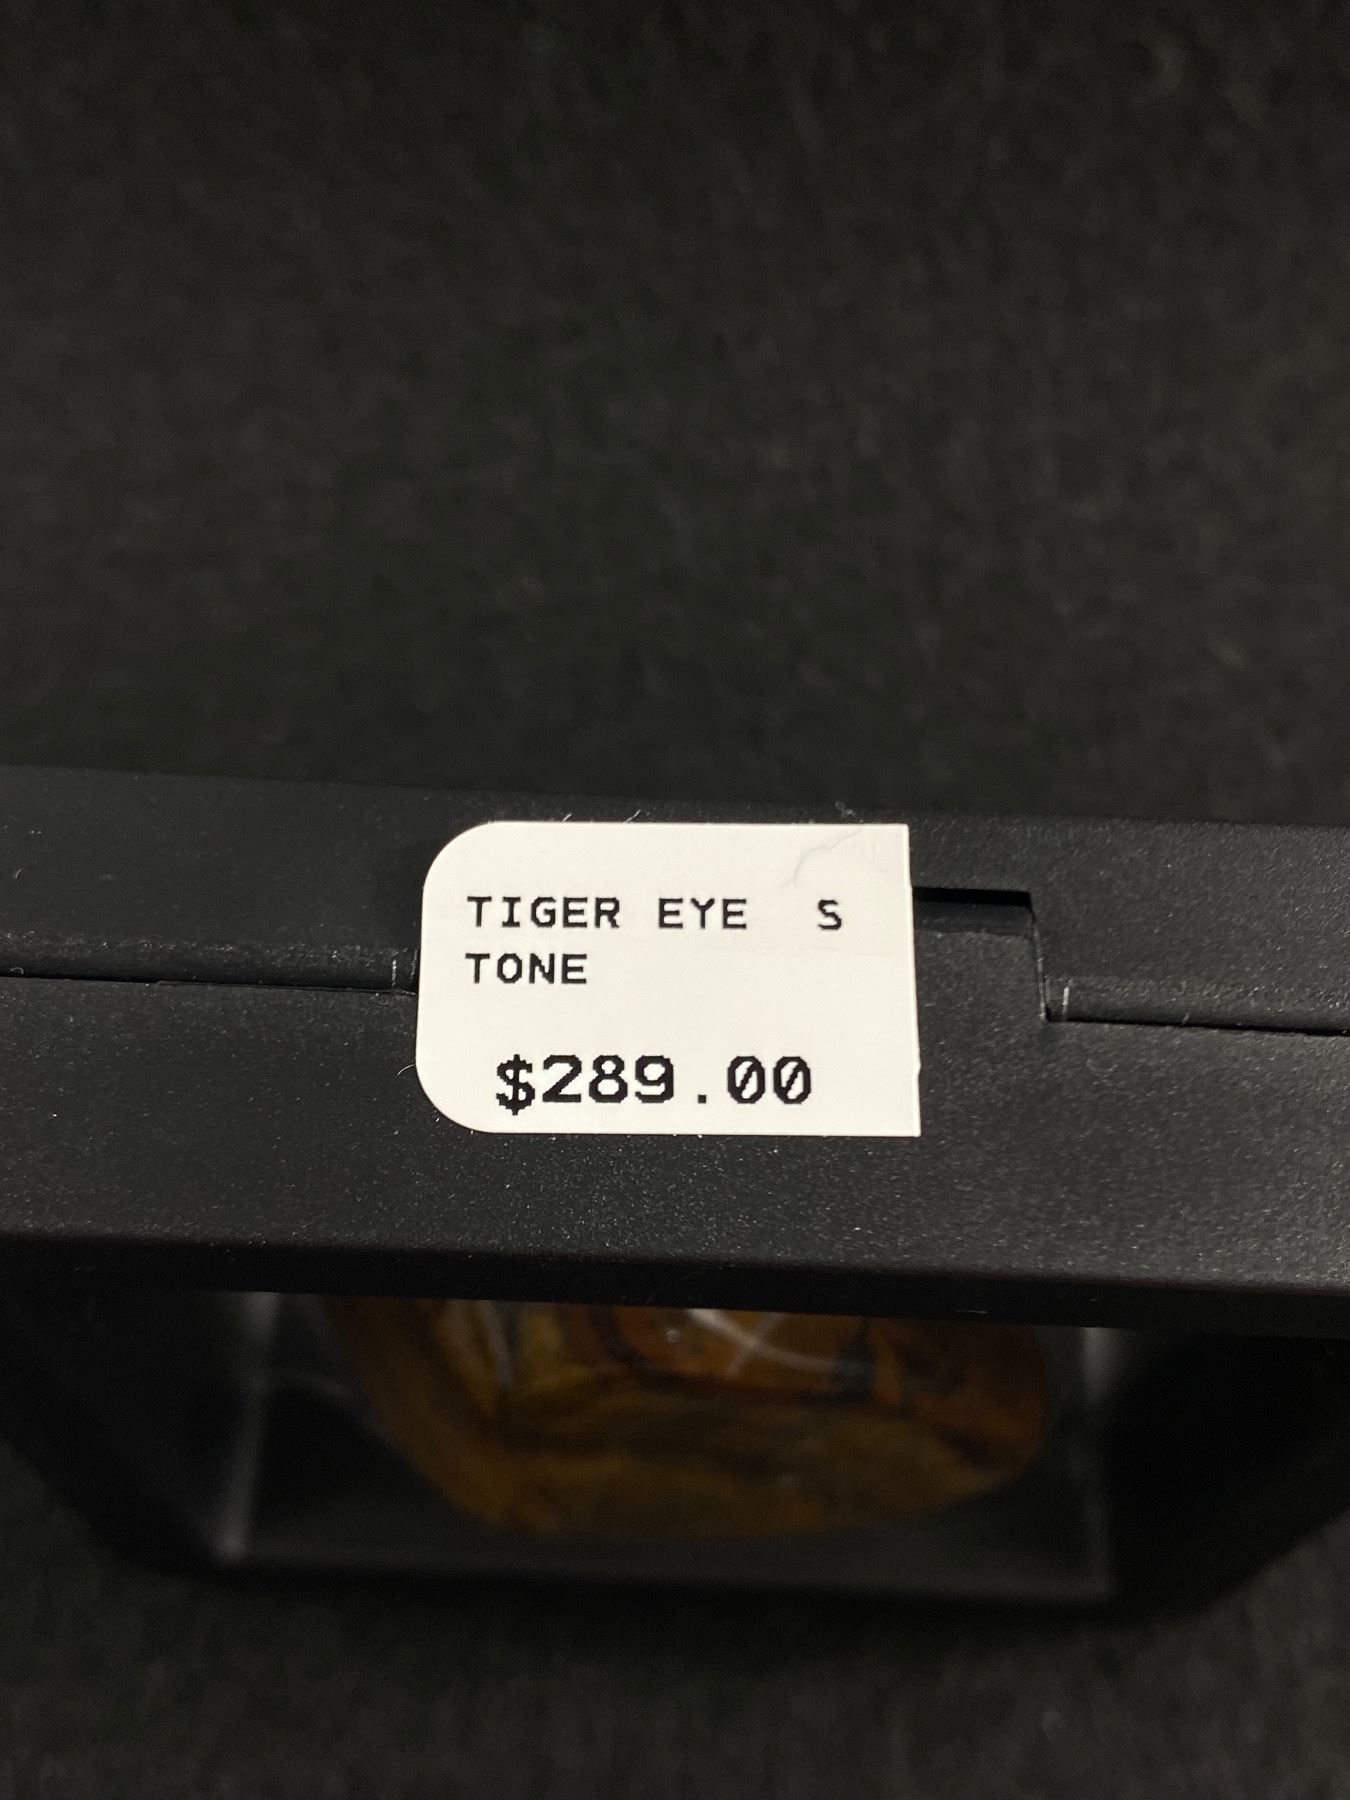 TIGER EYE  S
TONE
$289.00